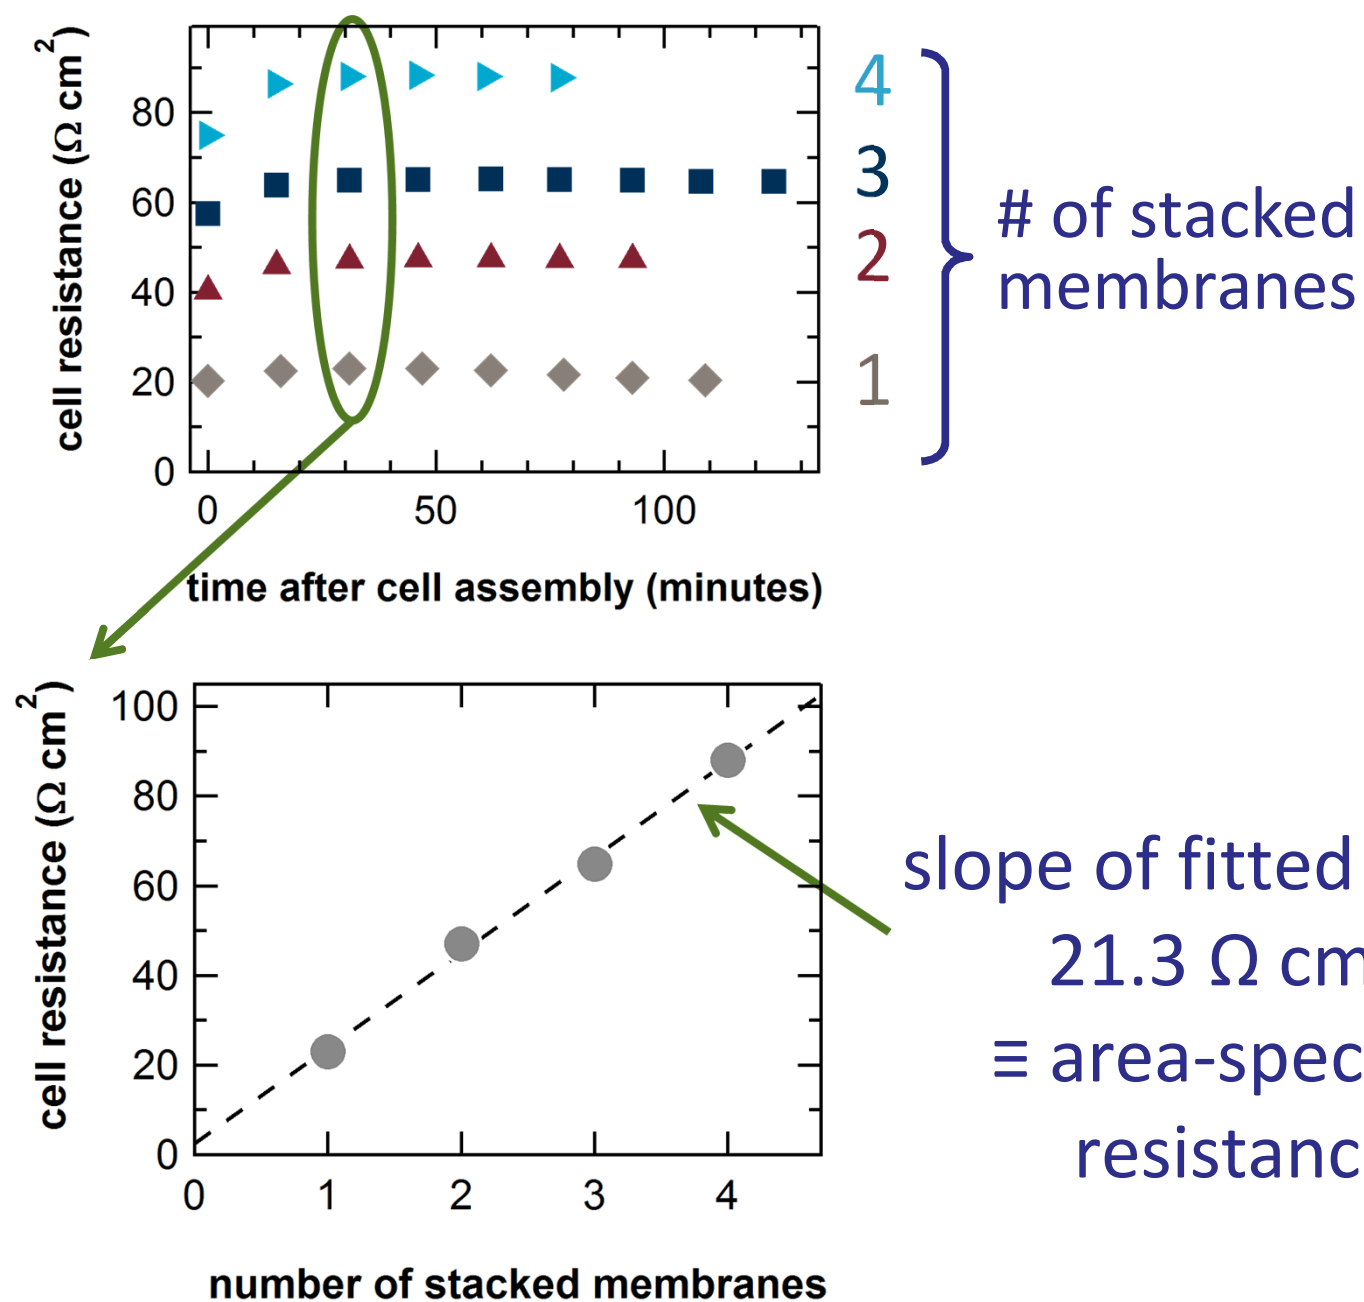 cell resistance (Ω cm²)
80
60
40
20
0
0 50 100
time after cell assembly (minutes)
4
3
2
1
# of stacked
membranes
cell resistance (Ω cm²)
100
80
60
40
20
0
0 1 2 3 4
number of stacked membranes
slope of fitted
21.3 Ω cm
≡ area-spec
resistanc